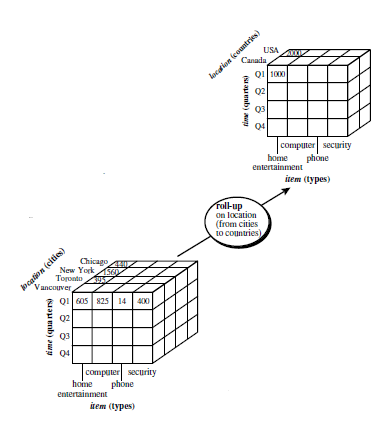 location (countries)
USA
2000
Canada
Q1 1000
Q2
Q3
Q4
time (quarters)
computer security
home phone
entertainment
item (types)
roll-up
on location
(from cities
to countries)
location (cities)
Chicago 440
New York 1560
Toronto 395
Vancouver
Q1 605 825 14 400
Q2
Q3
Q4
time (quarters)
computer security
home phone
entertainment
item (types)